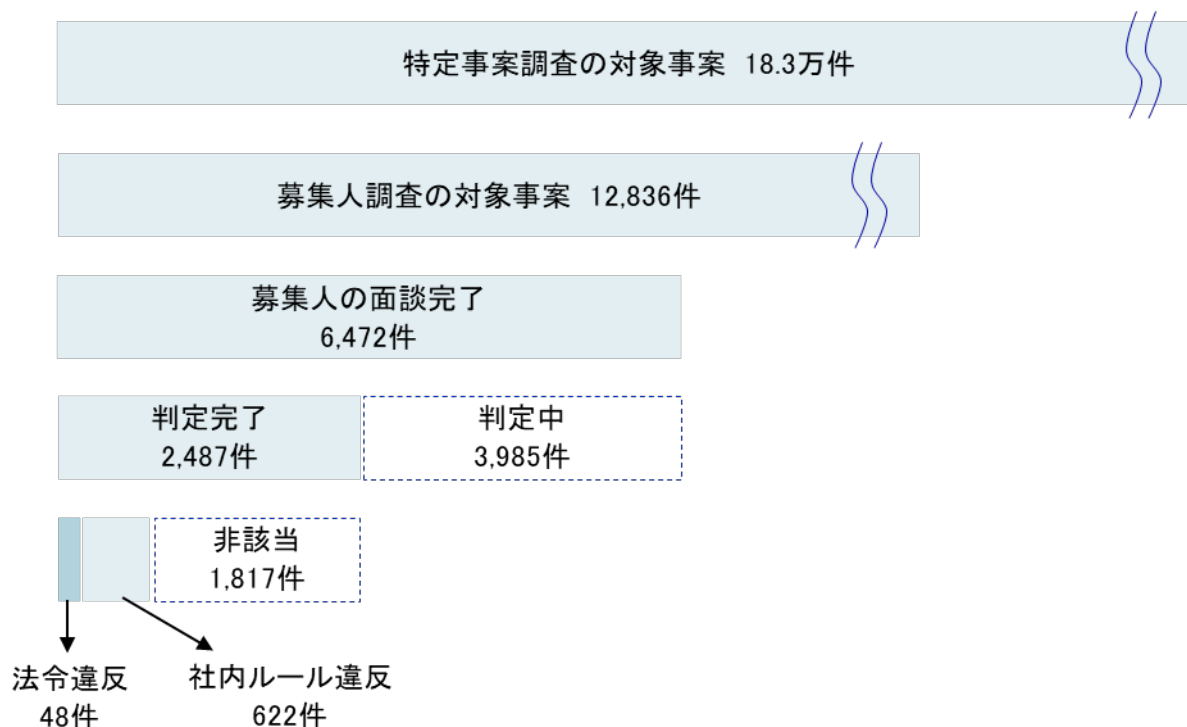 特定事案調査の対象事案 18.3万件
募集人調査の対象事案 12,836件
募集人の面談完了
6,472件
判定完了
2,487件
判定中
3,985件
非該当
1,817件
法令違反
48件
社内ルール違反
622件